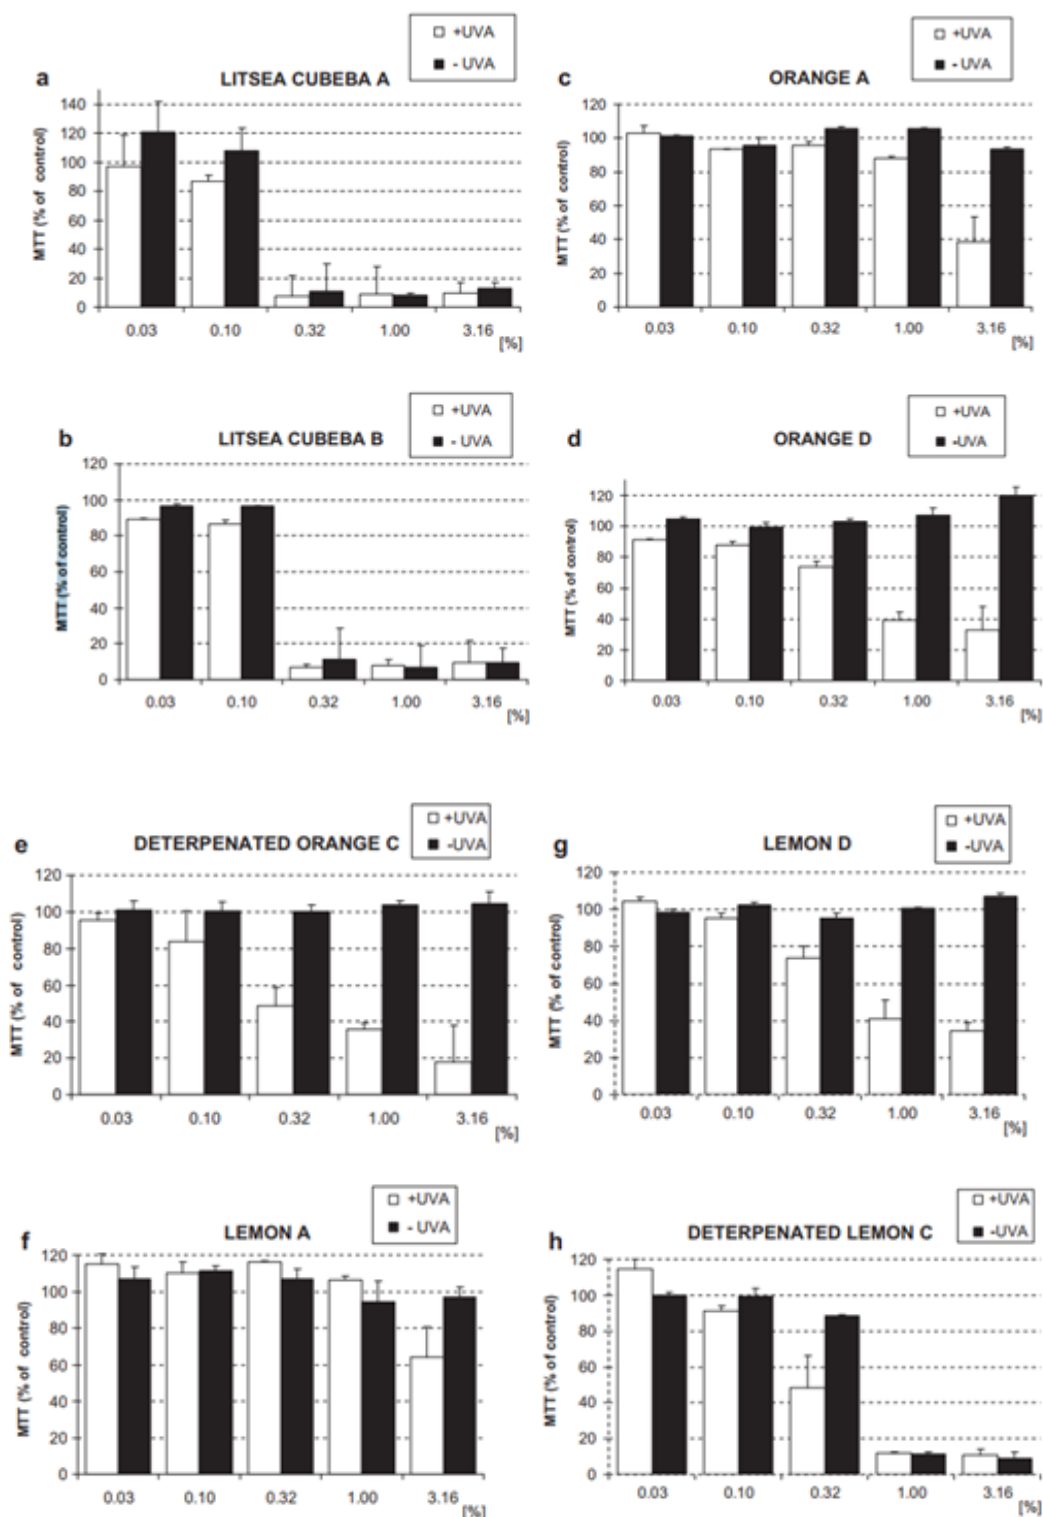 +UVA
- UVA
a
LITSEA CUBEBA A
MTT (% of control)
140
120
100
80
60
40
20
0
0.03 0.10 0.32 1.00 3.16
[%]
+UVA
- UVA
c
ORANGE A
MTT (% of control)
120
100
80
60
40
20
0
0.03 0.10 0.32 1.00 3.16
[%]
+UVA
- UVA
b
LITSEA CUBEBA B
MTT (% of control)
120
100
80
60
40
20
0
0.03 0.10 0.32 1.00 3.16
[%]
+UVA
-UVA
d
ORANGE D
MTT (% of control)
120
100
80
60
40
20
0
0.03 0.10 0.32 1.00 3.16
[%]
+UVA
-UVA
e
DETERPENATED ORANGE C
MTT (% of control)
120
100
80
60
40
20
0
0.03 0.10 0.32 1.00 3.16
[%]
+UVA
-UVA
g
LEMON D
MTT (% of control)
120
100
80
60
40
20
0
0.03 0.10 0.32 1.00 3.16
[%]
+UVA
- UVA
f
LEMON A
MTT (% of control)
120
100
80
60
40
20
0
0.03 0.10 0.32 1.00 3.16
[%]
+UVA
-UVA
h
DETERPENATED LEMON C
MTT (% of control)
120
100
80
60
40
20
0
0.03 0.10 0.32 1.00 3.16
[%]